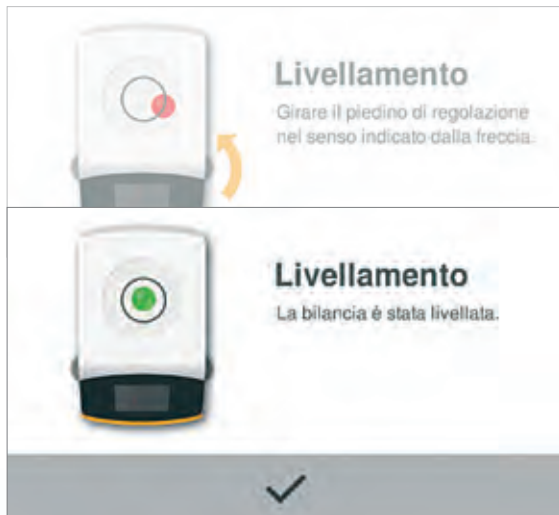 Livellamento
Girare il piedino di regolazione
nel senso indicato dalla freccia.
Livellamento
La bilancia è stata livellata.